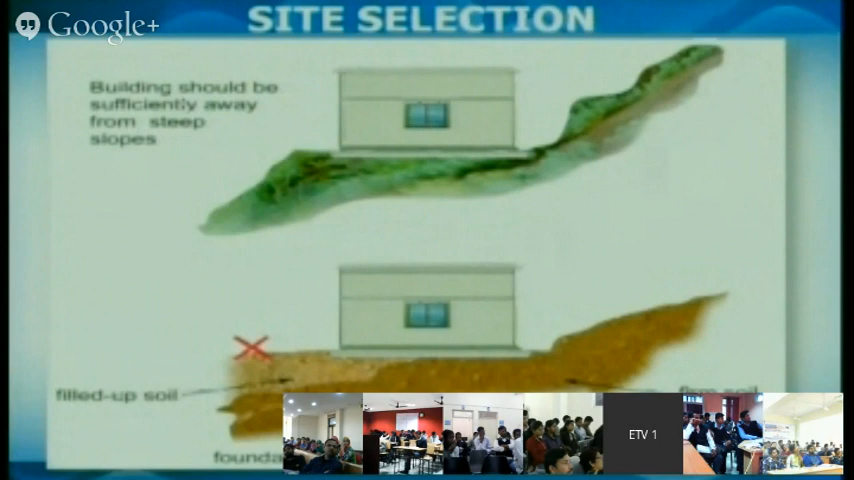 Google+
SITE SELECTION
Building should be
sufficiently away
from steep
slopes
filled-up soil
firm soil
ETV 1